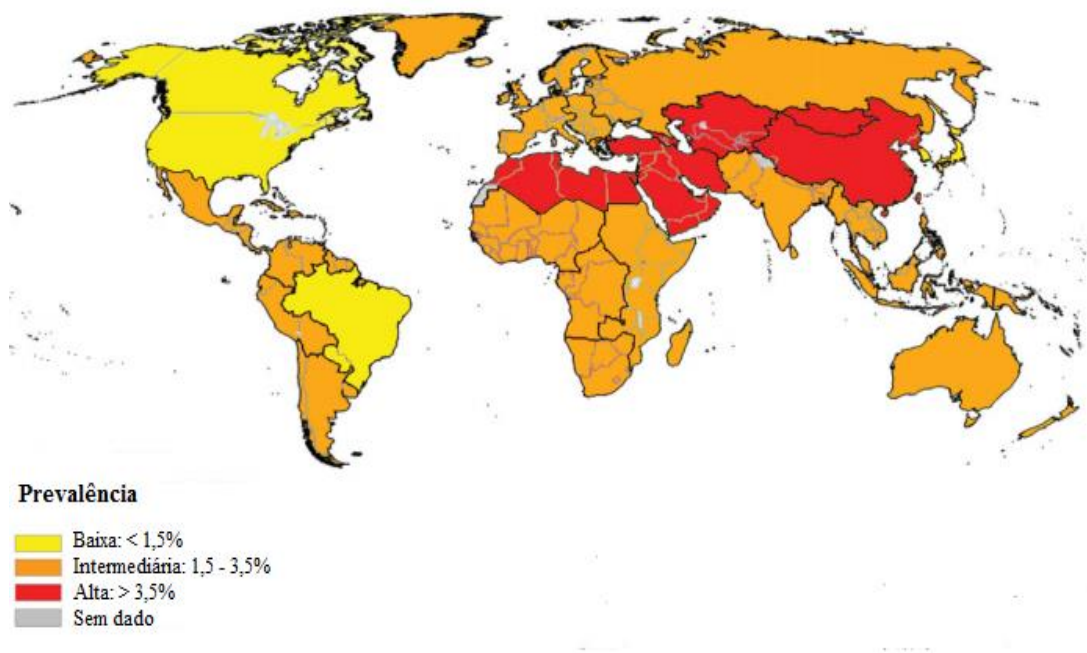 Prevalência
Baixa: < 1,5%
Intermediária: 1,5 - 3,5%
Alta: > 3,5%
Sem dado